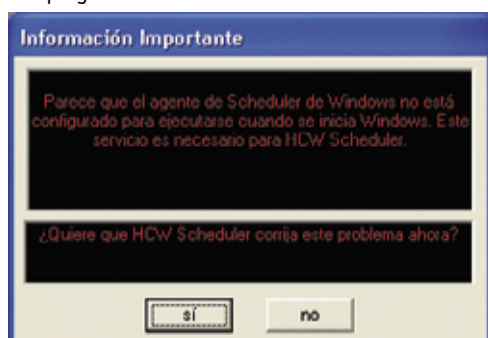 Información Importante
Parece que el agente de Scheduler de Windows no está
configurado para ejecutarse cuando se inicia Windows. Este
servicio es necesario para HCW Scheduler.
¿Quiere que HCW Scheduler corrija este problema ahora?
sí
no